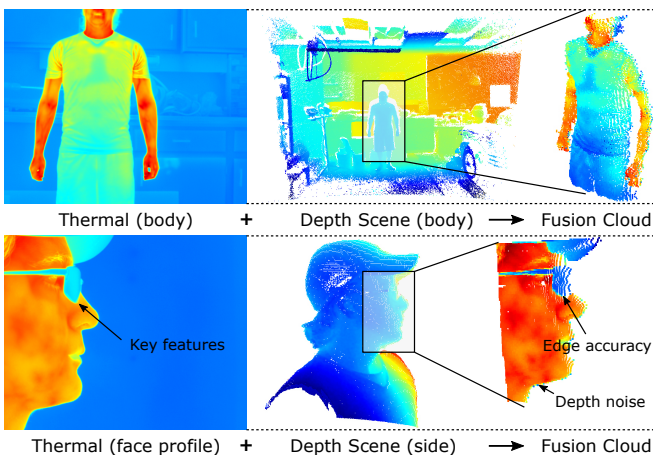 Thermal (body) + Depth Scene (body) → Fusion Cloud
Key features
Edge accuracy
Depth noise
Thermal (face profile) + Depth Scene (side) → Fusion Cloud